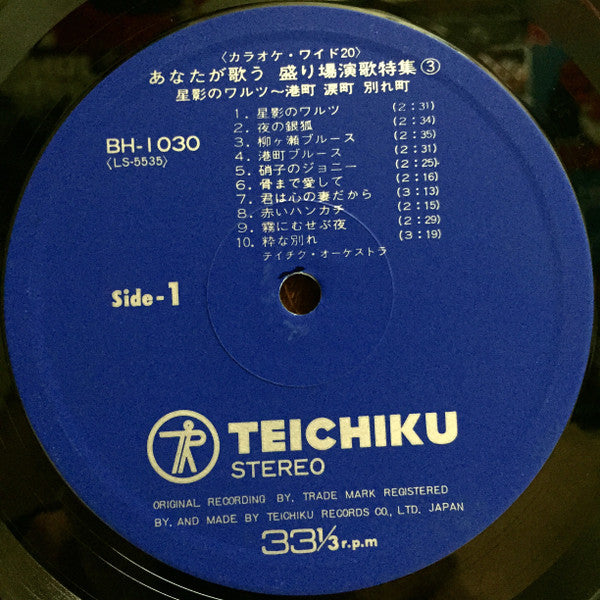 〈カラオケ・ワイド20〉
あなたが歌う 盛り場演歌特集③
星影のワルツ〜港町 涙町 別れ町
BH-1030
〈LS-5535〉
1. 星影のワルツ (2:31)
2. 夜の銀狐 (2:34)
3. 柳ヶ瀬ブルース (2:35)
4. 港町ブルース (2:31)
5. 硝子のジョニー (2:25)
6. 骨まで愛して (2:16)
7. 君は心の妻だから (3:13)
8. 赤いハンカチ (2:15)
9. 霧にむせぶ夜 (2:29)
10. 粋な別れ (3:19)
テイチク・オーケストラ
Side-1
TEICHIKU
STEREO
ORIGINAL RECORDING BY. TRADE MARK REGISTERED
BY. AND MADE BY TEICHIKU RECORDS CO., LTD. JAPAN
33⅓ r.p.m